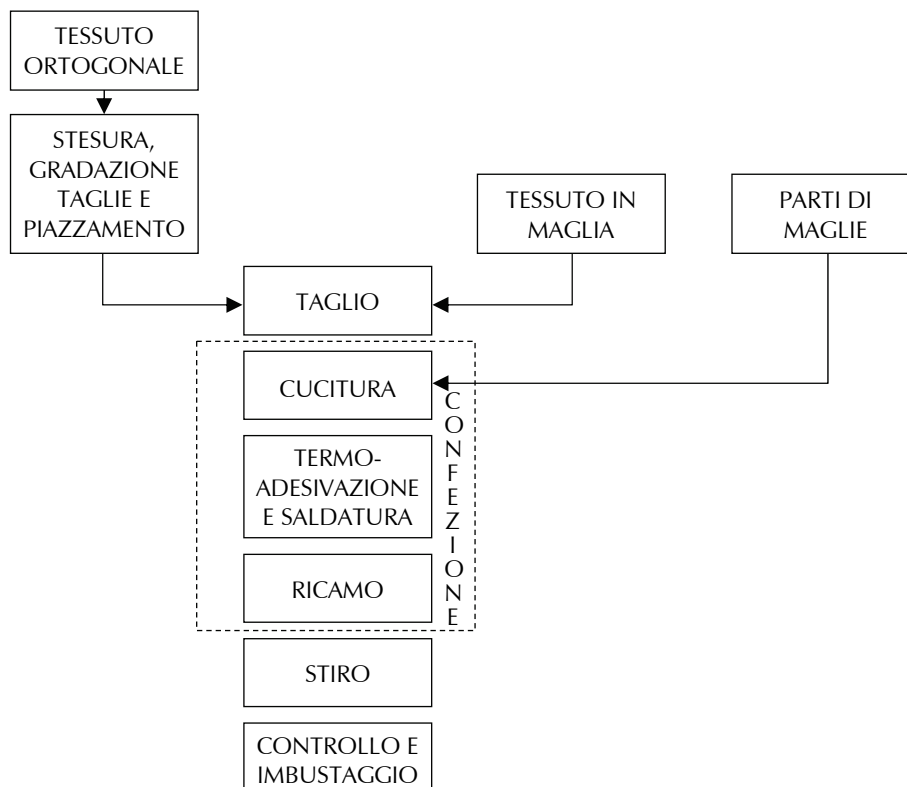 TESSUTO
ORTOGONALE
STESURA,
GRADAZIONE
TAGLIE E
PIAZZAMENTO
TESSUTO IN
MAGLIA
PARTI DI
MAGLIE
TAGLIO
CUCITURA
TERMO-
ADESIVAZIONE
E SALDATURA
RICAMO
CONFEZIONE
STIRO
CONTROLLO E
IMBUSTAGGIO